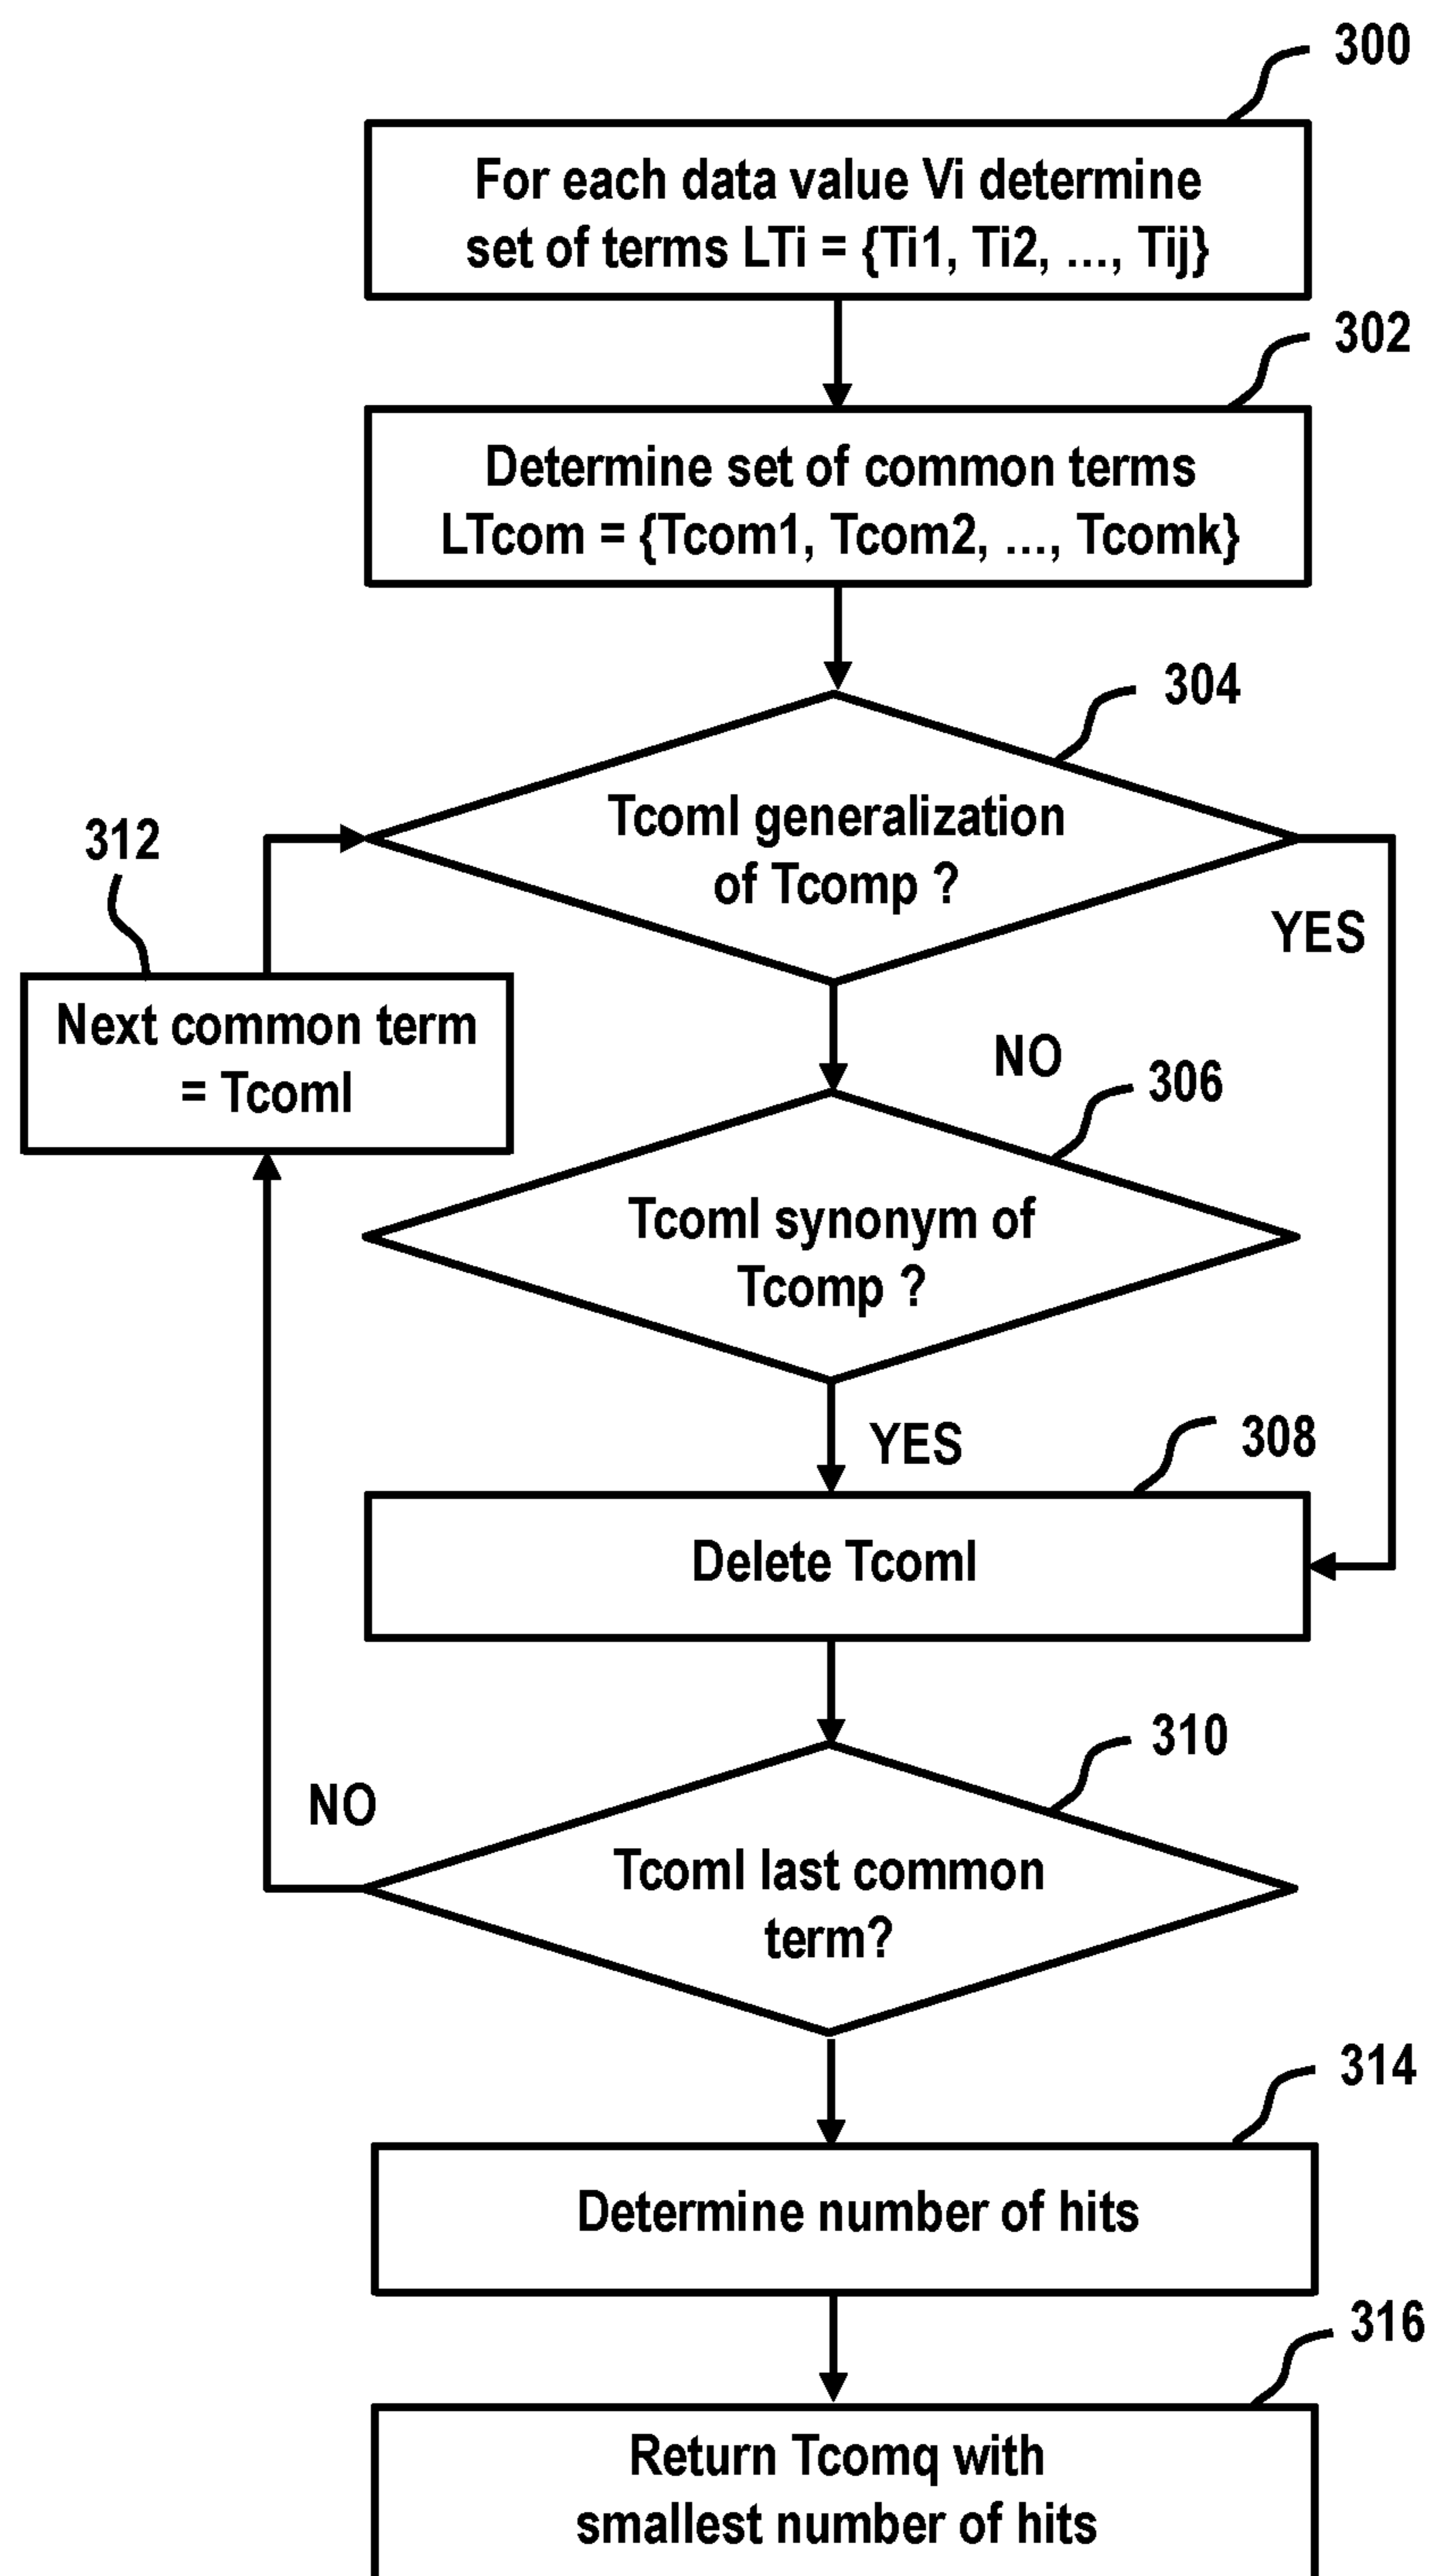 300
For each data value Vi determine
set of terms LTi = {Ti1, Ti2, ..., Tij}
302
Determine set of common terms
LTcom = {Tcom1, Tcom2, ..., Tcomk}
304
Tcoml generalization
of Tcomp ?
YES
312
Next common term
= Tcoml
NO
306
Tcoml synonym of
Tcomp ?
YES
308
Delete Tcoml
310
NO
Tcoml last common
term?
314
Determine number of hits
316
Return Tcomq with
smallest number of hits